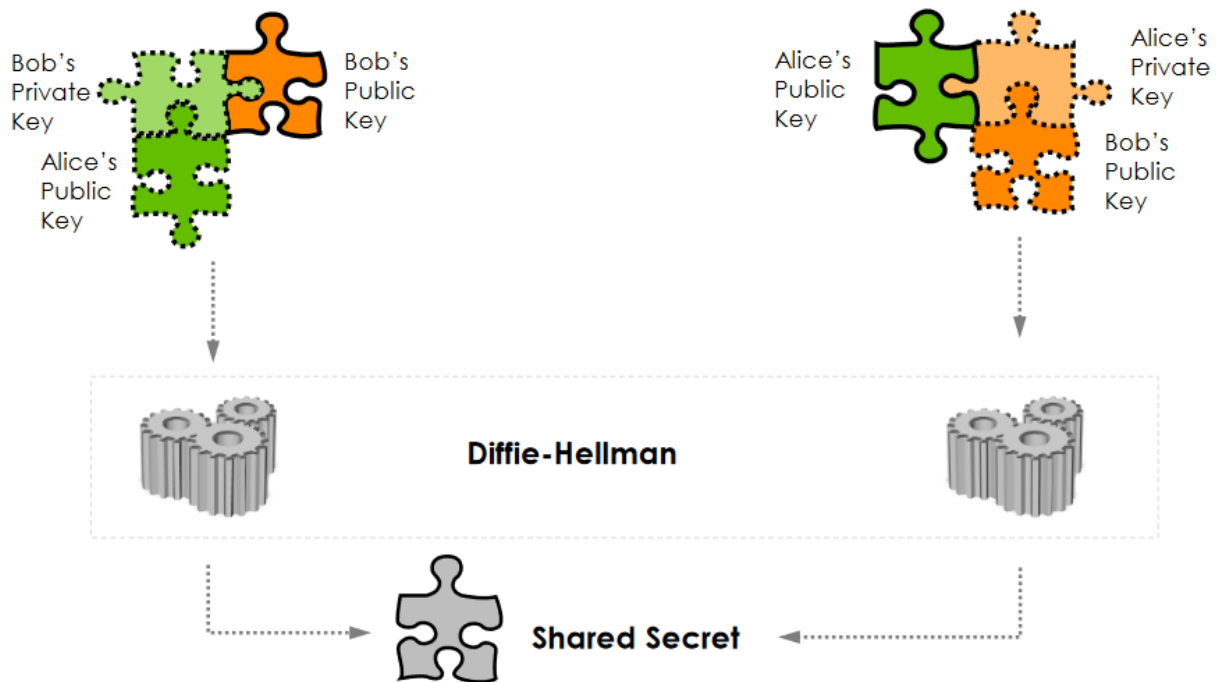 Bob's
Private
Key
Bob's
Public
Key
Alice's
Public
Key
Alice's
Public
Key
Alice's
Private
Key
Bob's
Public
Key
Diffie-Hellman
Shared Secret